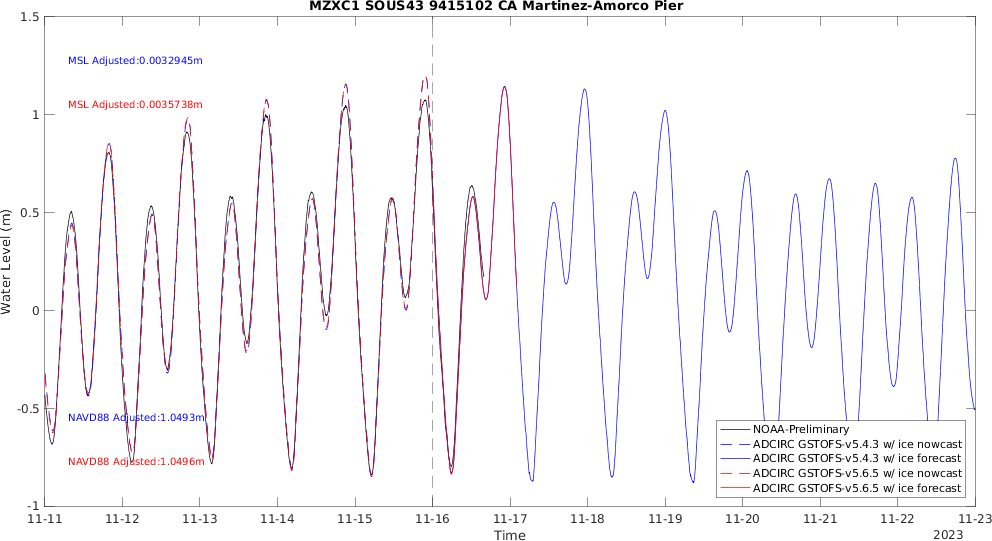 MZXC1 SOUS43 9415102 CA Martinez-Amorco Pier
1.5
1
0.5
0
-0.5
-1
Water Level (m)
MSL Adjusted:0.0032945m
MSL Adjusted:0.0035738m
NAVD88 Adjusted:1.0493m
NAVD88 Adjusted:1.0496m
NOAA-Preliminary
ADCIRC GSTOFS-v5.4.3 w/ ice nowcast
ADCIRC GSTOFS-v5.4.3 w/ ice forecast
ADCIRC GSTOFS-v5.6.5 w/ ice nowcast
ADCIRC GSTOFS-v5.6.5 w/ ice forecast
11-11 11-12 11-13 11-14 11-15 11-16 11-17 11-18 11-19 11-20 11-21 11-22 11-23
Time
2023